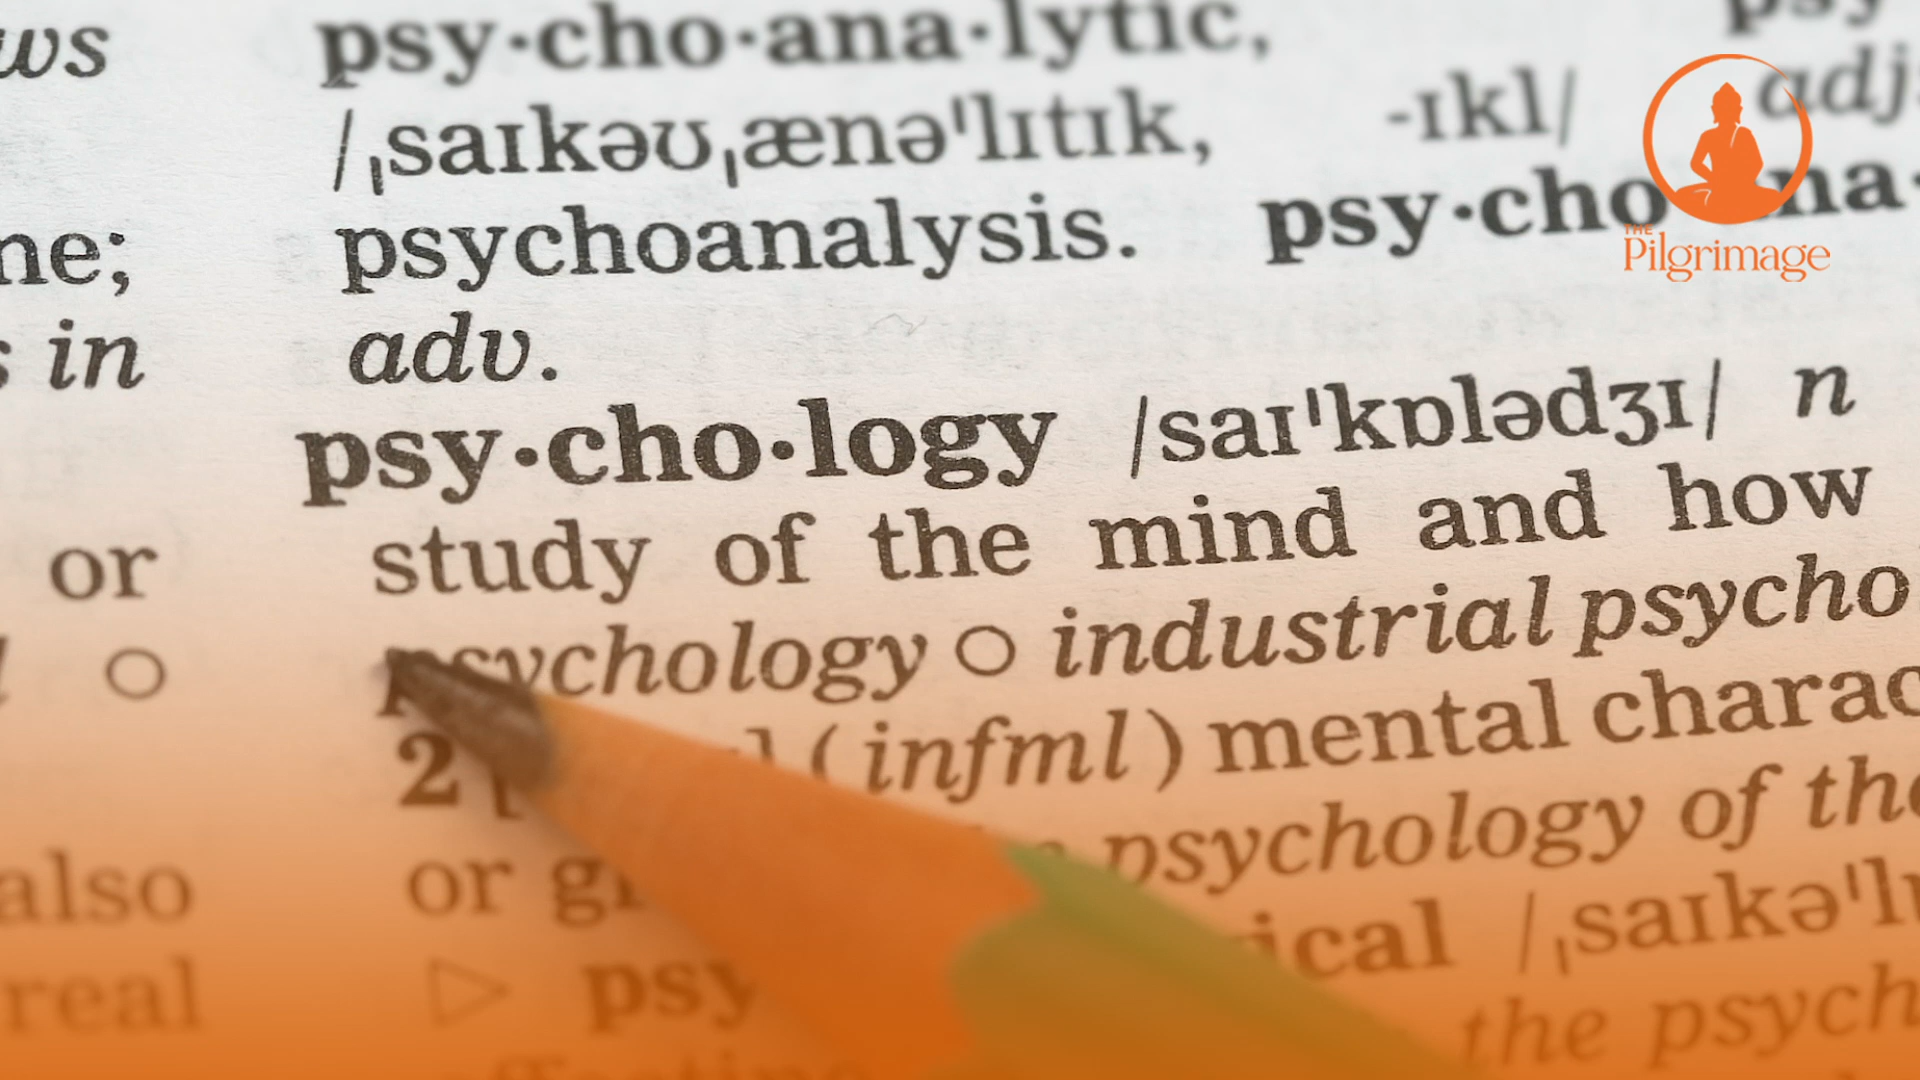 ws
psy·cho·ana·lytic,
/ˌsaɪkəʊˌænəˈlɪtɪk, -ɪkl/ adj
ne;
psychoanalysis. psy·cho na·
s in
adv.
psy·cho·logy /saɪˈkɒlədʒɪ/ n
or
study of the mind and how
psychology ○ industrial psycho
2 (infml) mental charac
psychology of the
also
or
ical /ˌsaɪkə
real
▷ psy
the psych
THE
Pilgrimage